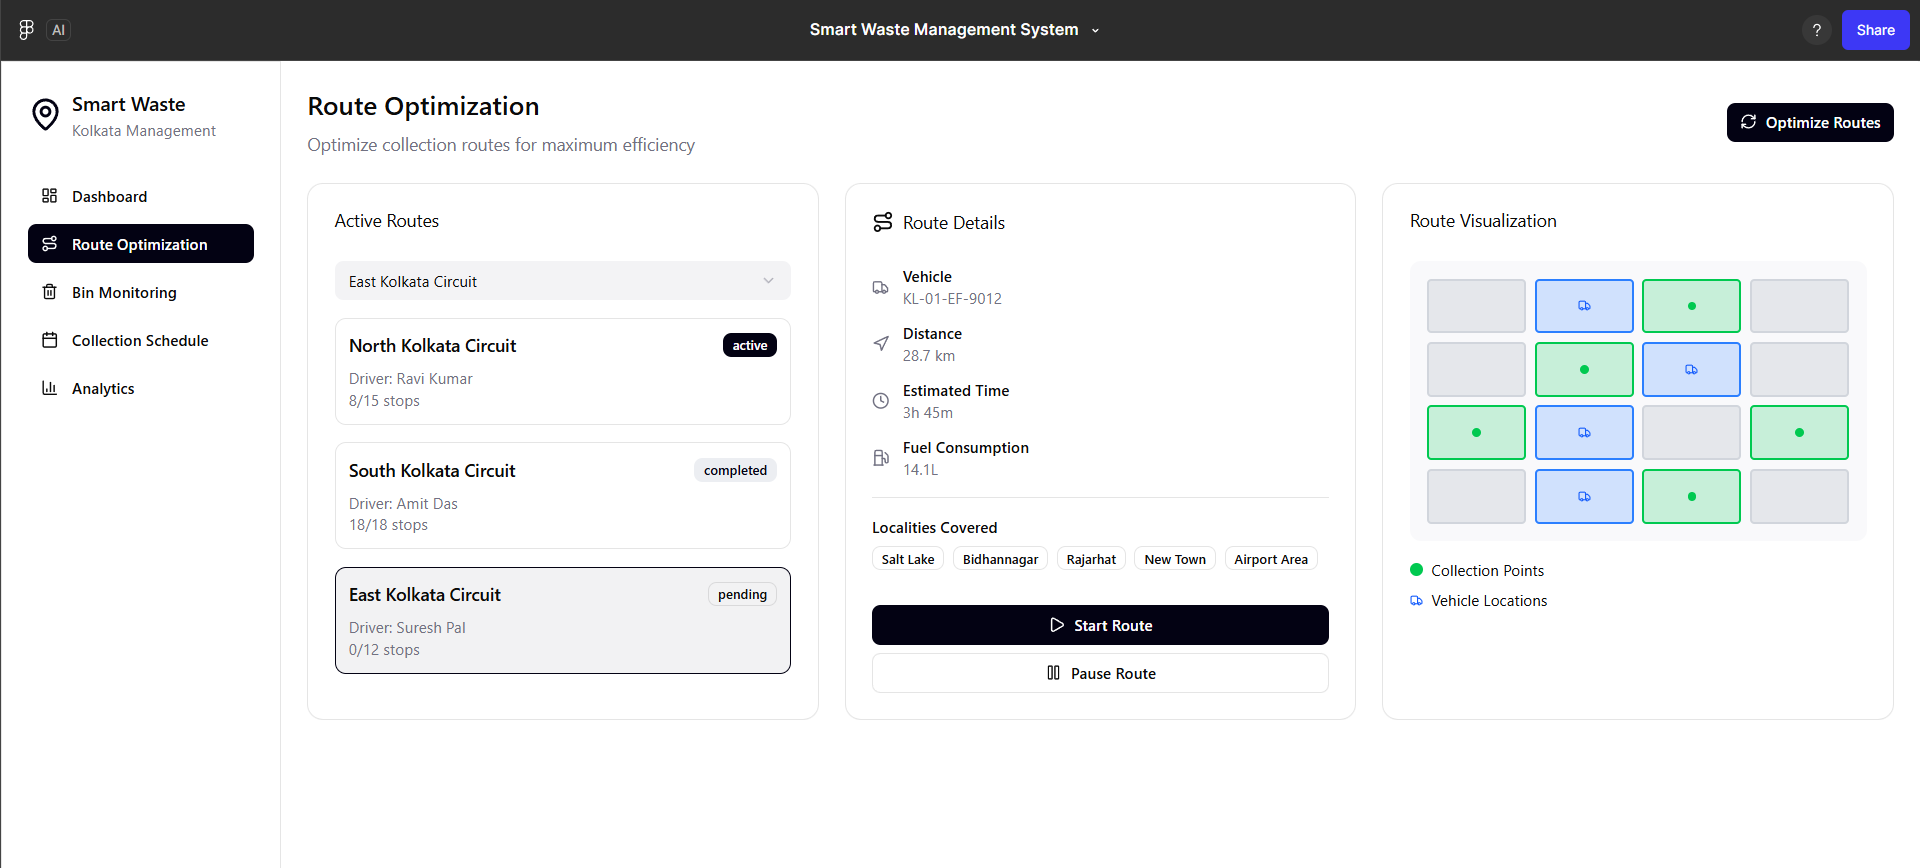 AI
Smart Waste Management System
?
Share
Smart Waste
Kolkata Management
Dashboard
Route Optimization
Bin Monitoring
Collection Schedule
Analytics
Route Optimization
Optimize collection routes for maximum efficiency
Optimize Routes
Active Routes
East Kolkata Circuit
North Kolkata Circuit
active
Driver: Ravi Kumar
8/15 stops
South Kolkata Circuit
completed
Driver: Amit Das
18/18 stops
East Kolkata Circuit
pending
Driver: Suresh Pal
0/12 stops
Route Details
Vehicle
KL-01-EF-9012
Distance
28.7 km
Estimated Time
3h 45m
Fuel Consumption
14.1L
Localities Covered
Salt Lake
Bidhannagar
Rajarhat
New Town
Airport Area
Start Route
Pause Route
Route Visualization
Collection Points
Vehicle Locations